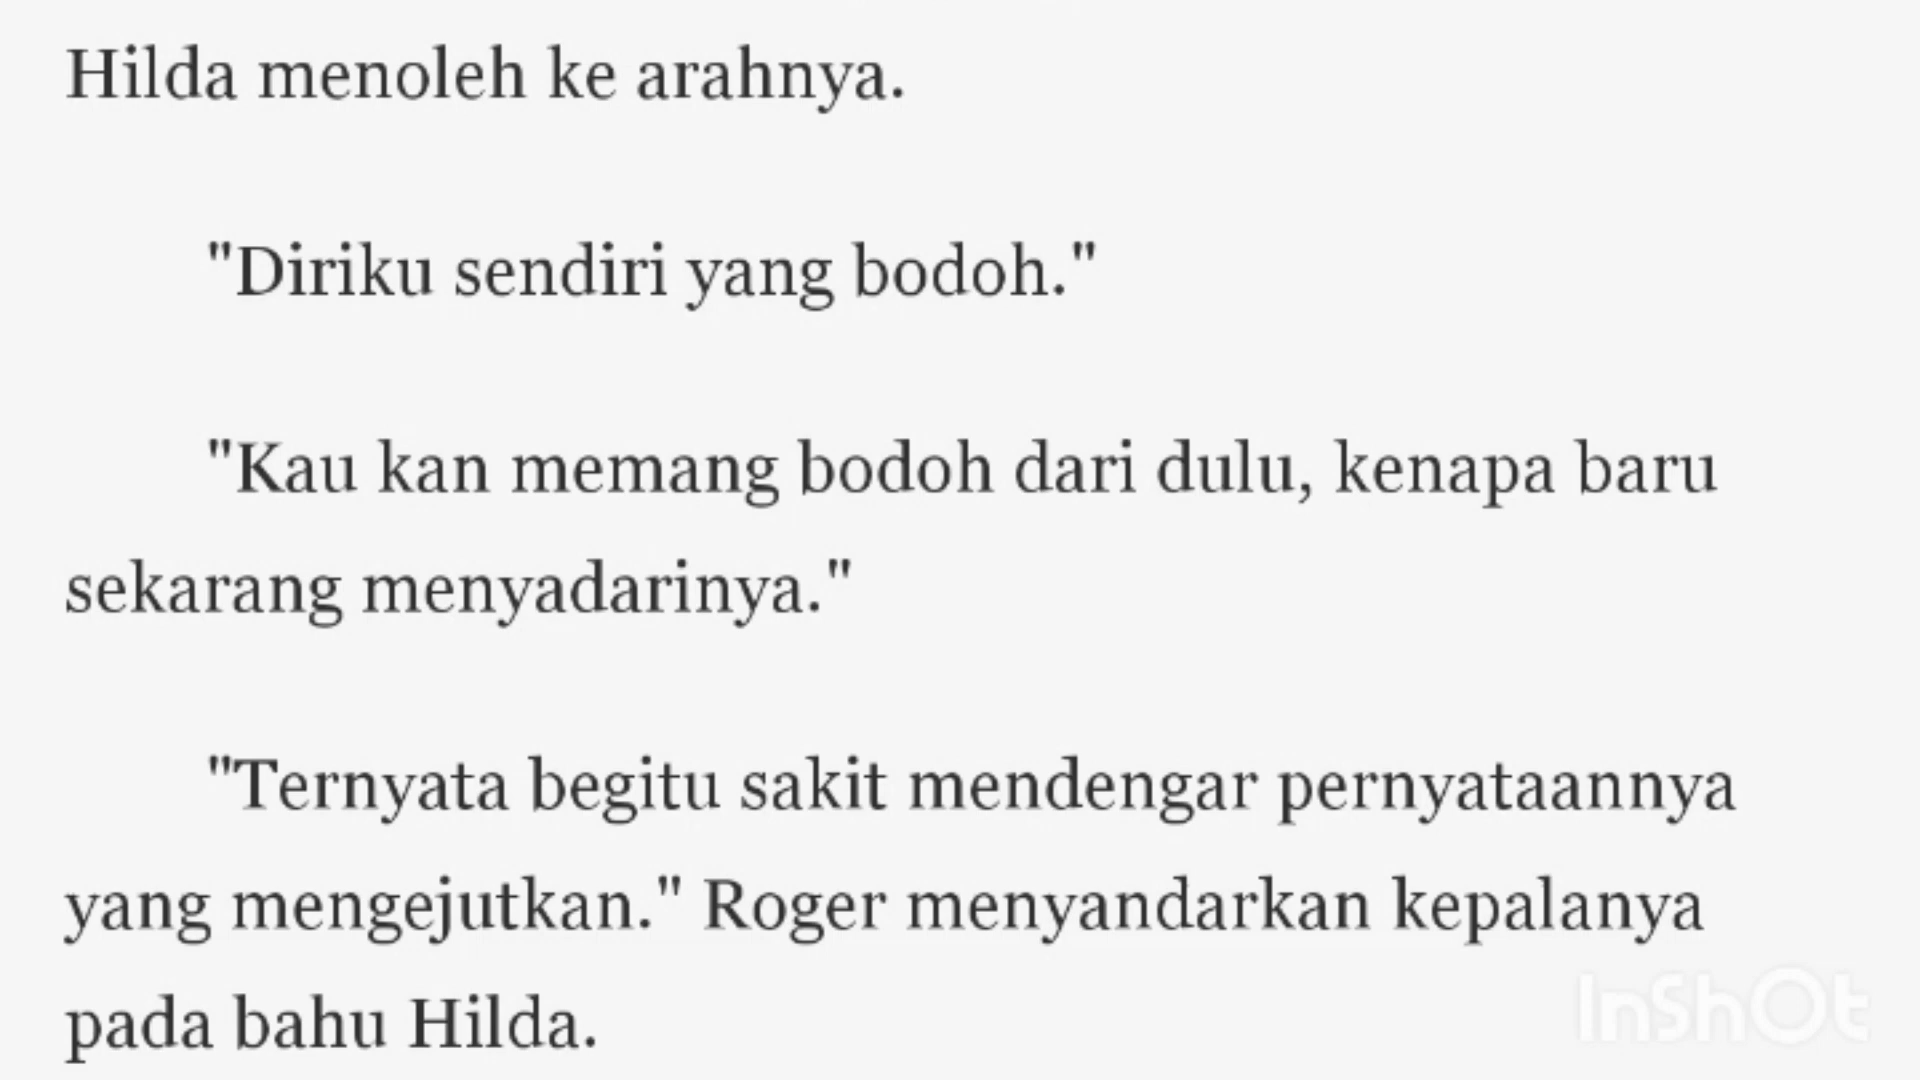 Hilda menoleh ke arahnya.
"Diriku sendiri yang bodoh."
"Kau kan memang bodoh dari dulu, kenapa baru
sekarang menyadarinya."
"Ternyata begitu sakit mendengar pernyataannya
yang mengejutkan." Roger menyandarkan kepalanya
pada bahu Hilda.
InShOt